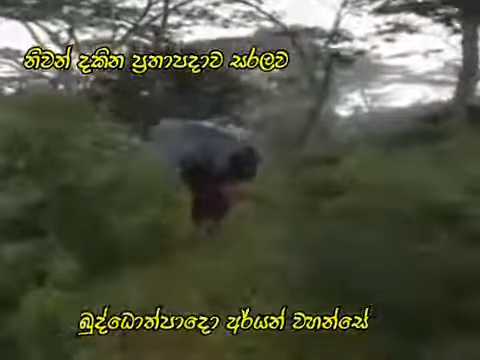 නිවන් දකින ප්‍රතාපදාව සරලව
බුද්ධොත්පාදො අර්යන් වහන්සේ